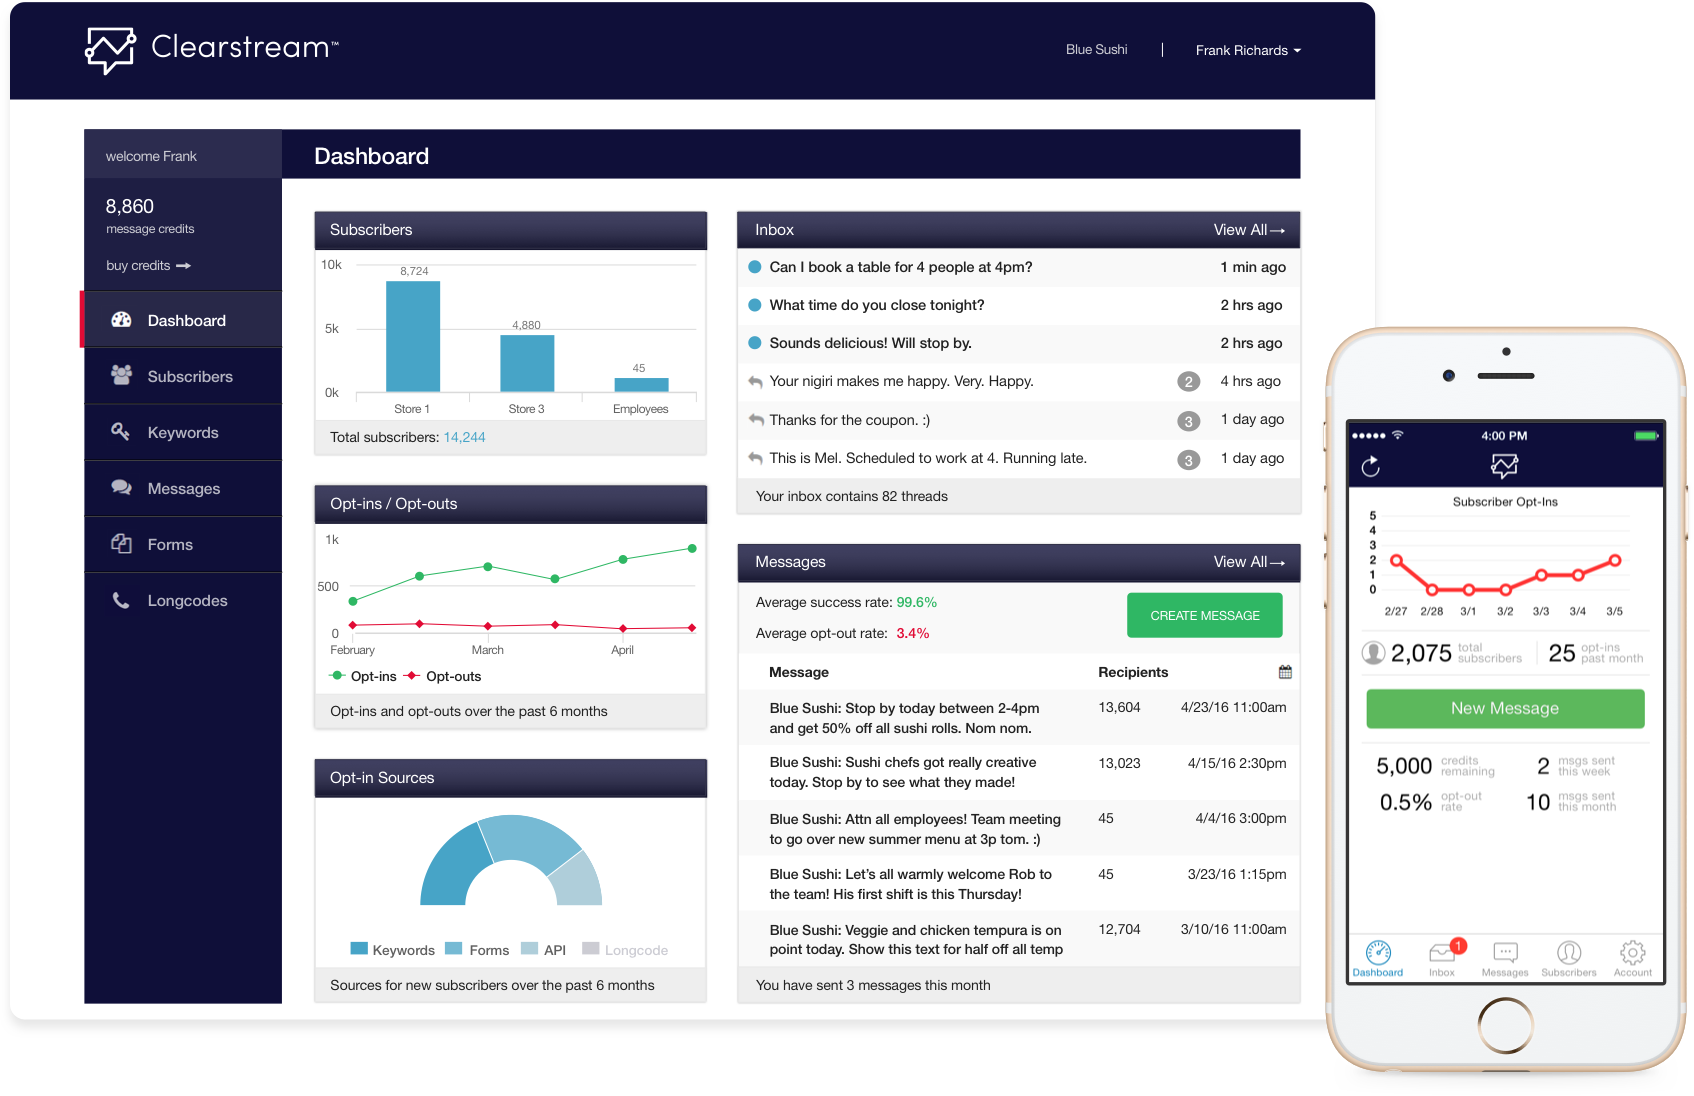 Clearstream™
Blue Sushi
Frank Richards
welcome Frank
8,860
message credits
buy credits
Dashboard
Subscribers
Keywords
Messages
Forms
Longcodes
Dashboard
Subscribers
10k
5k
0k
8,724
4,880
45
Store 1
Store 3
Employees
Total subscribers: 14,244
Opt-ins / Opt-outs
1k
500
0
February
March
April
Opt-ins
Opt-outs
Opt-ins and opt-outs over the past 6 months
Opt-in Sources
Keywords
Forms
API
Longcode
Sources for new subscribers over the past 6 months
Inbox
View All→
Can I book a table for 4 people at 4pm?
1 min ago
What time do you close tonight?
2 hrs ago
Sounds delicious! Will stop by.
2 hrs ago
Your nigiri makes me happy. Very. Happy.
2
4 hrs ago
Thanks for the coupon. :)
3
1 day ago
This is Mel. Scheduled to work at 4. Running late.
3
1 day ago
Your inbox contains 82 threads
Messages
View All→
Average success rate: 99.6%
Average opt-out rate: 3.4%
CREATE MESSAGE
Message
Recipients
Blue Sushi: Stop by today between 2-4pm
and get 50% off all sushi rolls. Nom nom.
13,604
4/23/16 11:00am
Blue Sushi: Sushi chefs got really creative
today. Stop by to see what they made!
13,023
4/15/16 2:30pm
Blue Sushi: Attn all employees! Team meeting
to go over new summer menu at 3p tom. :)
45
4/4/16 3:00pm
Blue Sushi: Let's all warmly welcome Rob to
the team! His first shift is this Thursday!
45
3/23/16 1:15pm
Blue Sushi: Veggie and chicken tempura is on
point today. Show this text for half off all temp
12,704
3/10/16 11:00am
You have sent 3 messages this month
4:00 PM
Subscriber Opt-Ins
5
4
3
2
1
0
2/27
2/28
3/1
3/2
3/3
3/4
3/5
2,075
total
subscribers
25
opt-ins
past month
New Message
5,000
credits
remaining
2
msgs sent
this week
0.5%
opt-out
rate
10
msgs sent
this month
1
Dashboard
Inbox
Messages
Subscribers
Account